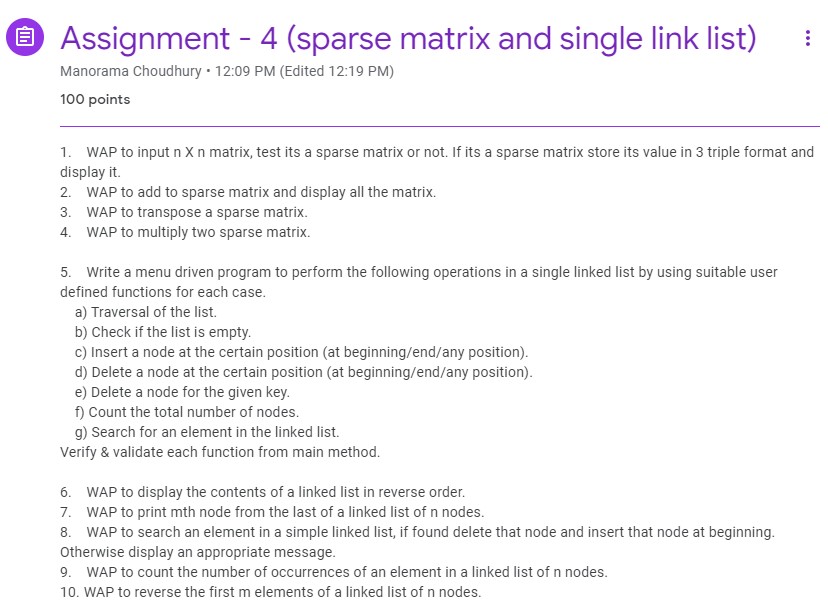 Assignment - 4 (sparse matrix and single link list)
Manorama Choudhury • 12:09 PM (Edited 12:19 PM)
100 points
1. WAP to input n X n matrix, test its a sparse matrix or not. If its a sparse matrix store its value in 3 triple format and
display it.
2. WAP to add to sparse matrix and display all the matrix.
3. WAP to transpose a sparse matrix.
4. WAP to multiply two sparse matrix.
5. Write a menu driven program to perform the following operations in a single linked list by using suitable user
defined functions for each case.
a) Traversal of the list.
b) Check if the list is empty.
c) Insert a node at the certain position (at beginning/end/any position).
d) Delete a node at the certain position (at beginning/end/any position).
e) Delete a node for the given key.
f) Count the total number of nodes.
g) Search for an element in the linked list.
Verify & validate each function from main method.
6. WAP to display the contents of a linked list in reverse order.
7. WAP to print mth node from the last of a linked list of n nodes.
8. WAP to search an element in a simple linked list, if found delete that node and insert that node at beginning.
Otherwise display an appropriate message.
9. WAP to count the number of occurrences of an element in a linked list of n nodes.
10. WAP to reverse the first m elements of a linked list of n nodes.